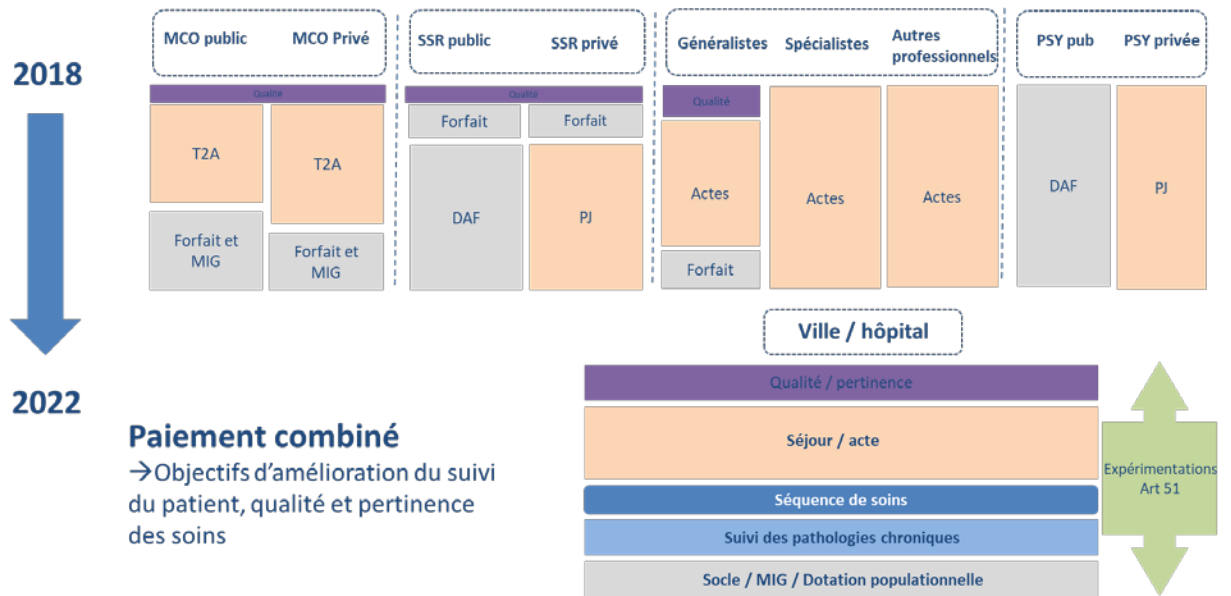 2018
MCO public
MCO Privé
SSR public
SSR privé
Généralistes
Spécialistes
Autres
professionnels
PSY pub
PSY privée
Qualité
Qualité
Qualité
T2A
T2A
Forfait et
MIG
Forfait et
MIG
Forfait
Forfait
DAF
PJ
Actes
Forfait
Actes
Actes
DAF
PJ
2022
Ville / hôpital
Paiement combiné
→Objectifs d'amélioration du suivi
du patient, qualité et pertinence
des soins
Qualité / pertinence
Séjour / acte
Séquence de soins
Suivi des pathologies chroniques
Socle / MIG / Dotation populationnelle
Expérimentations
Art 51